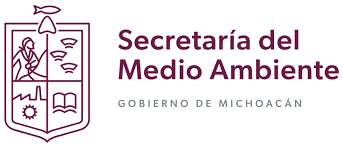 Secretaría del
Medio Ambiente
GOBIERNO DE MICHOACÁN